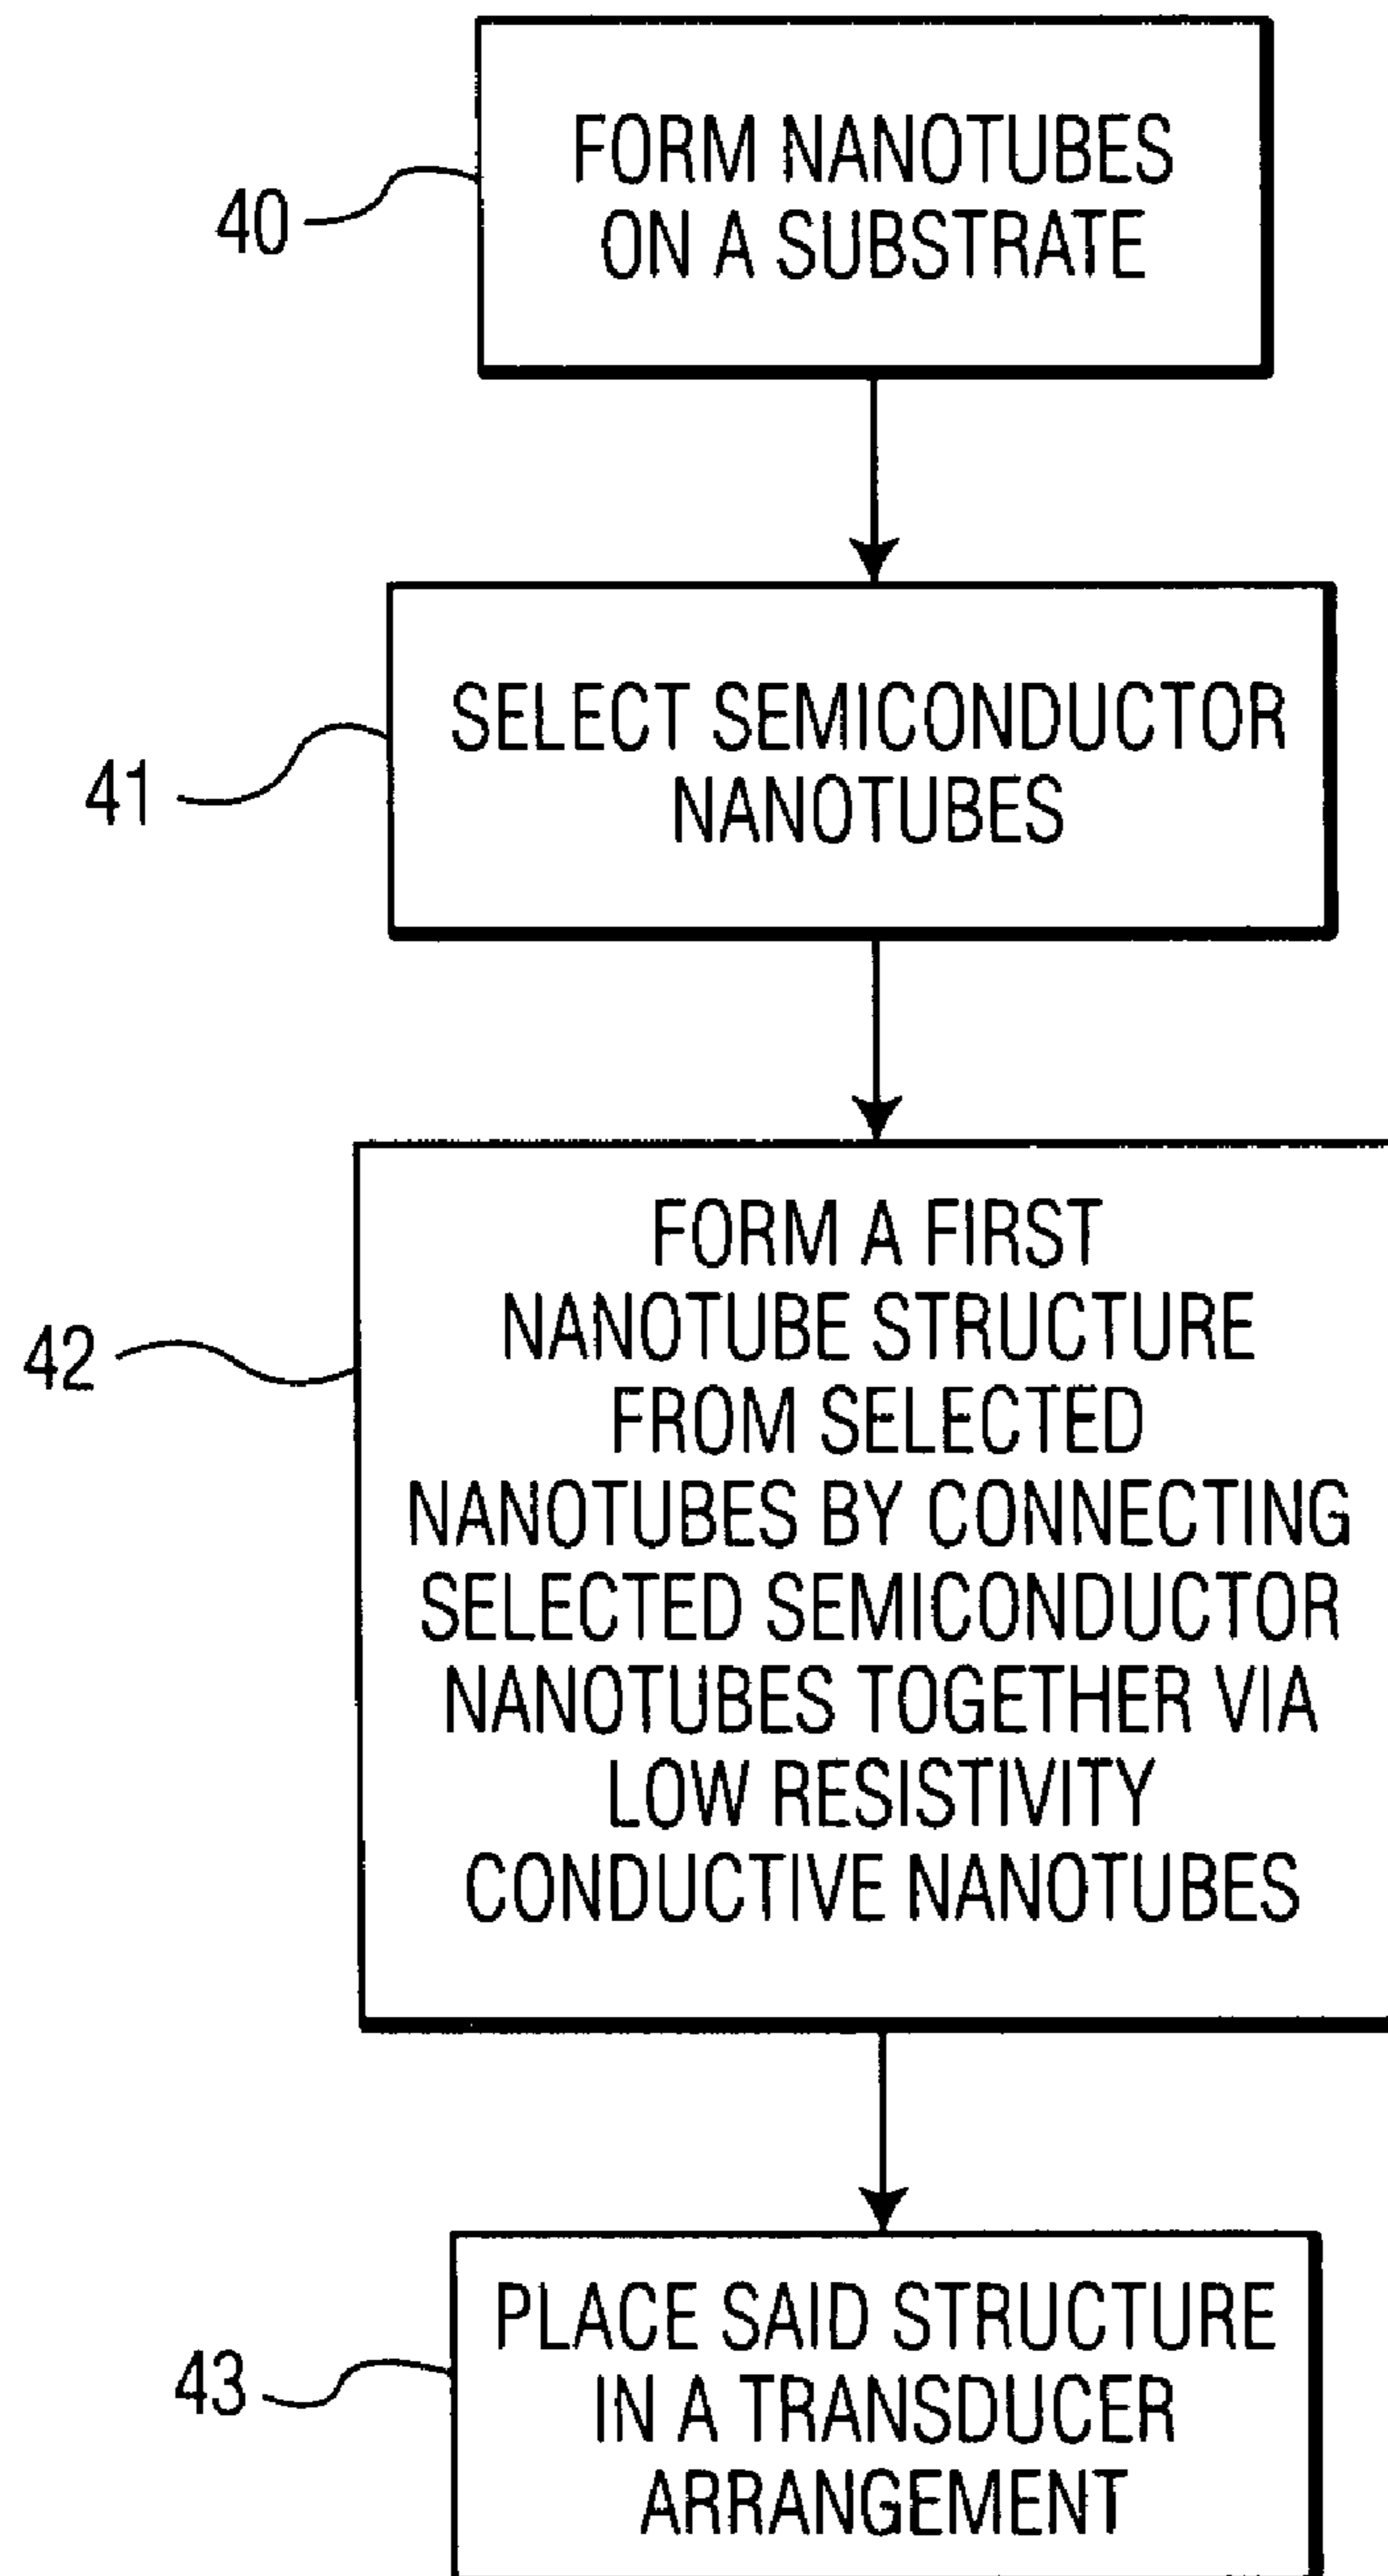 FORM NANOTUBES
ON A SUBSTRATE
40
SELECT SEMICONDUCTOR
NANOTUBES
41
FORM A FIRST
NANOTUBE STRUCTURE
FROM SELECTED
NANOTUBES BY CONNECTING
SELECTED SEMICONDUCTOR
NANOTUBES TOGETHER VIA
LOW RESISTIVITY
CONDUCTIVE NANOTUBES
42
PLACE SAID STRUCTURE
IN A TRANSDUCER
ARRANGEMENT
43